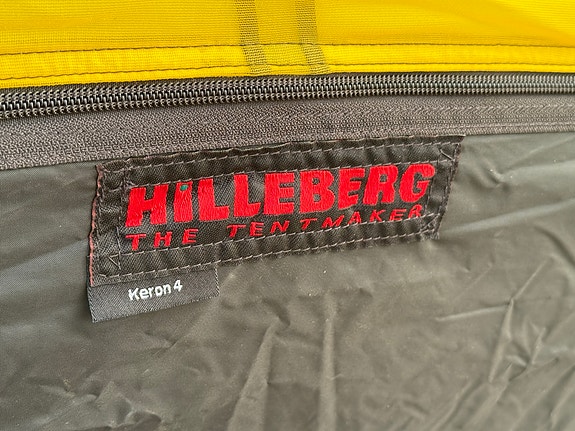 HILLEBERG
THE TENTMAKER
Keron 4